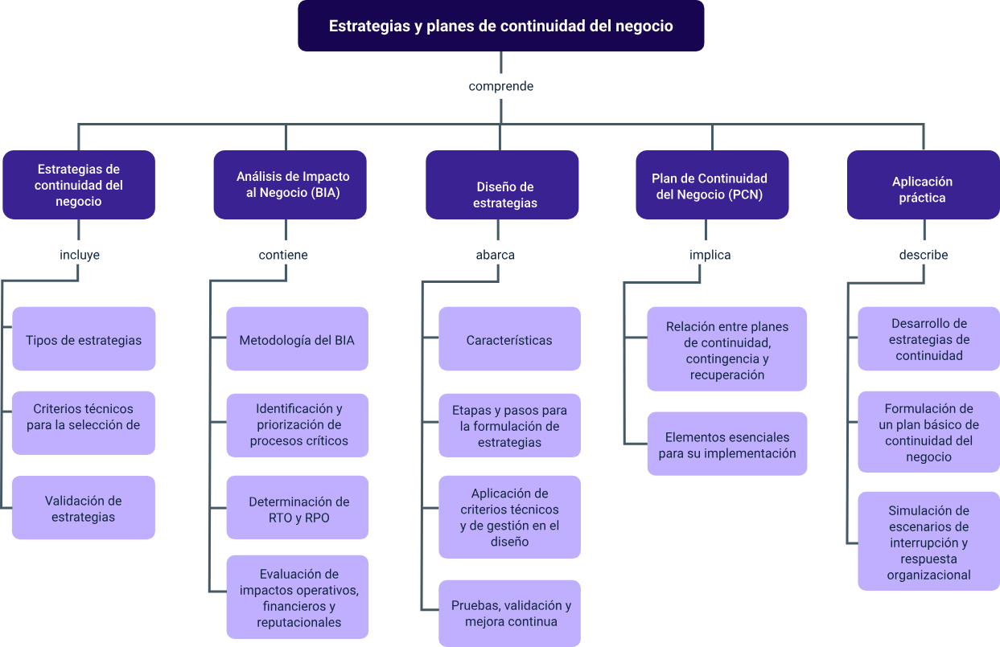 Estrategias y planes de continuidad del negocio
comprende
Estrategias de
continuidad del
negocio
incluye
Tipos de estrategias
Criterios técnicos
para la selección de
Validación de
estrategias
Análisis de Impacto
al Negocio (BIA)
contiene
Metodología del BIA
Identificación y
priorización de
procesos críticos
Determinación de
RTO y RPO
Evaluación de
impactos operativos,
financieros y
reputacionales
Diseño de
estrategias
abarca
Características
Etapas y pasos para
la formulación de
estrategias
Aplicación de
criterios técnicos
y de gestión en el
diseño
Pruebas, validación y
mejora continua
Plan de Continuidad
del Negocio (PCN)
implica
Relación entre planes
de continuidad,
contingencia y
recuperación
Elementos esenciales
para su implementación
Aplicación
práctica
describe
Desarrollo de
estrategias de
continuidad
Formulación de
un plan básico de
continuidad del
negocio
Simulación de
escenarios de
interrupción y
respuesta
organizacional